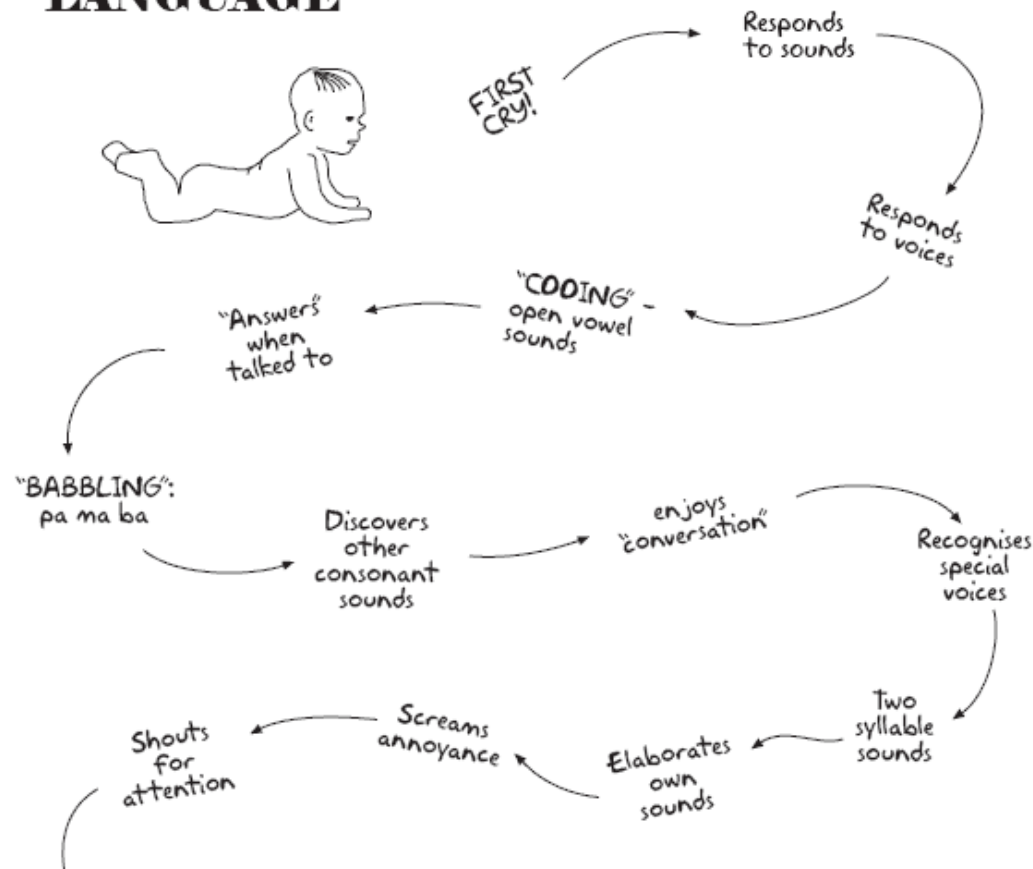 LANGUAGE
FIRST
CRY!
Responds
to sounds
Responds
to voices
"COOING" -
open vowel
sounds
"Answers"
when
talked to
"BABBLING":
pa ma ba
Discovers
other
consonant
sounds
enjoys
"conversation"
Recognises
special
voices
Two
syllable
sounds
Elaborates
own
sounds
Screams
annoyance
Shouts
for
attention